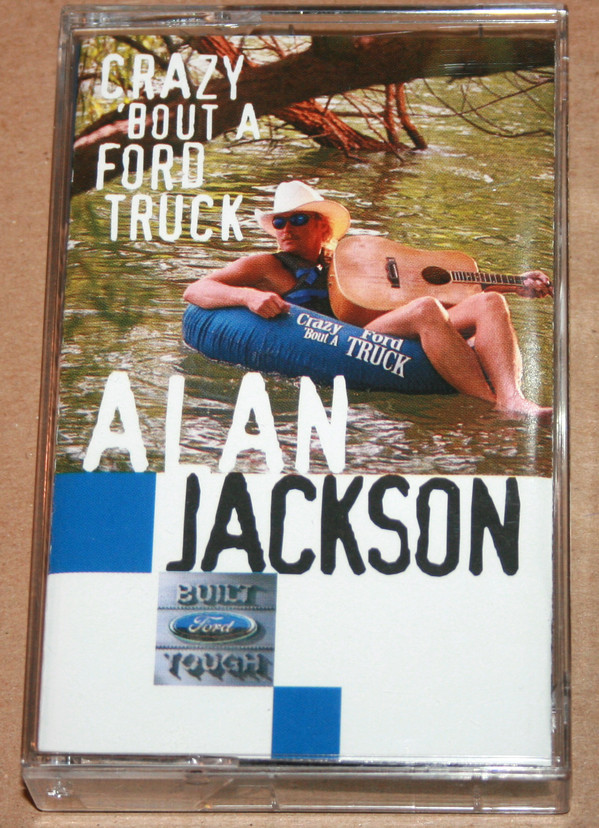 CRAZY
'BOUT A
FORD
TRUCK
Crazy Ford
'Bout A TRUCK
ALAN
JACKSON
BUILT
Ford
TOUGH